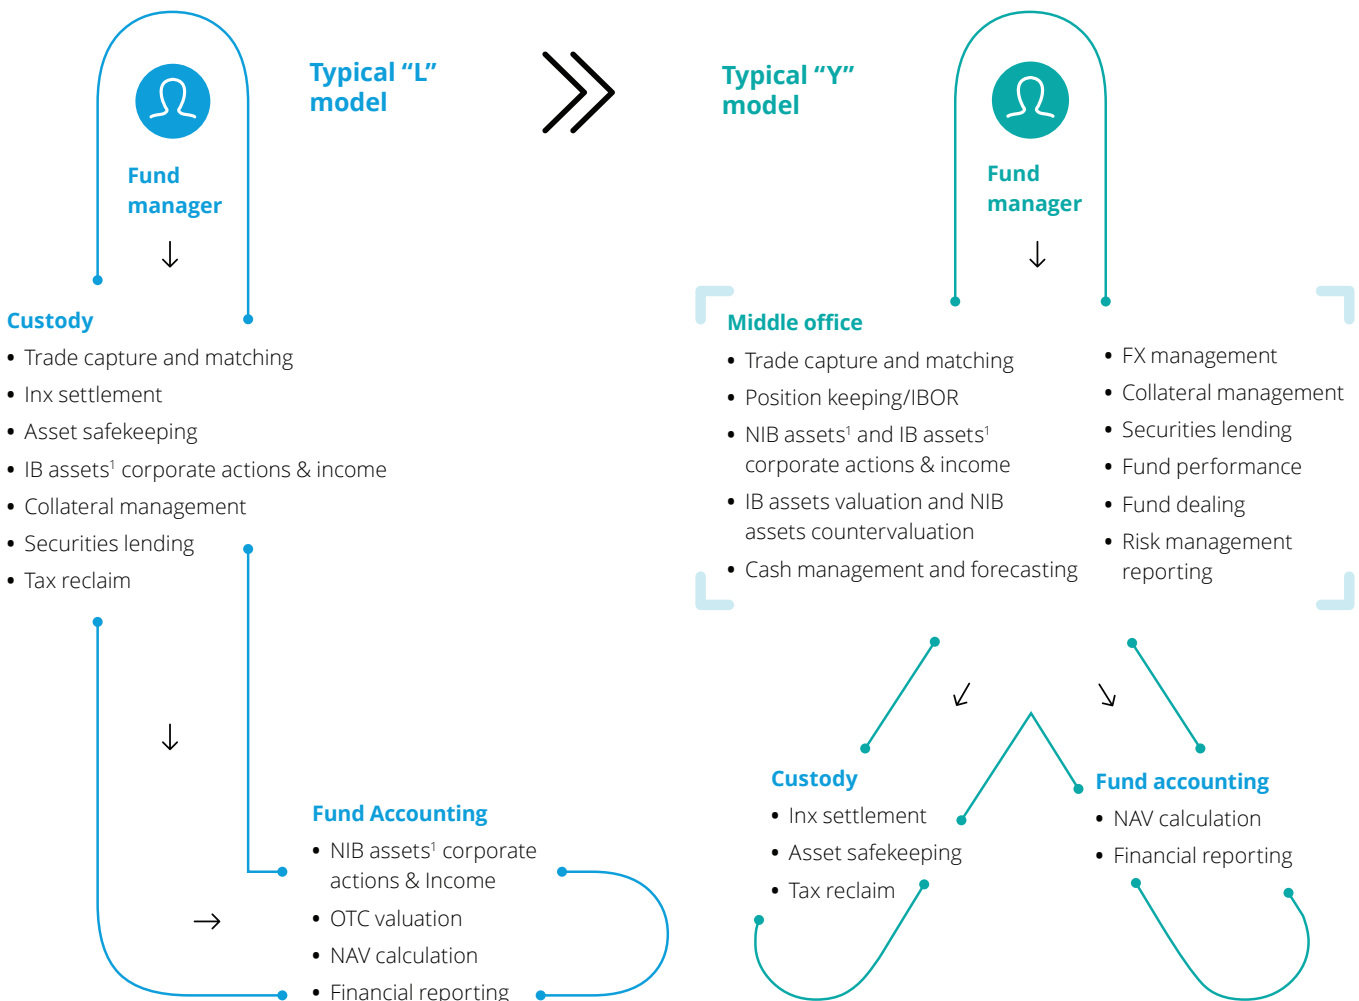 Typical “L”
model
Fund
manager
Custody
• Trade capture and matching
• Inx settlement
• Asset safekeeping
• IB assets¹ corporate actions & income
• Collateral management
• Securities lending
• Tax reclaim
Fund Accounting
• NIB assets¹ corporate
actions & Income
• OTC valuation
• NAV calculation
• Financial reporting
Typical “Y”
model
Fund
manager
Middle office
• Trade capture and matching
• Position keeping/IBOR
• NIB assets¹ and IB assets¹
corporate actions & income
• IB assets valuation and NIB
assets countervaluation
• Cash management and forecasting
• FX management
• Collateral management
• Securities lending
• Fund performance
• Fund dealing
• Risk management
reporting
Custody
• Inx settlement
• Asset safekeeping
• Tax reclaim
Fund accounting
• NAV calculation
• Financial reporting